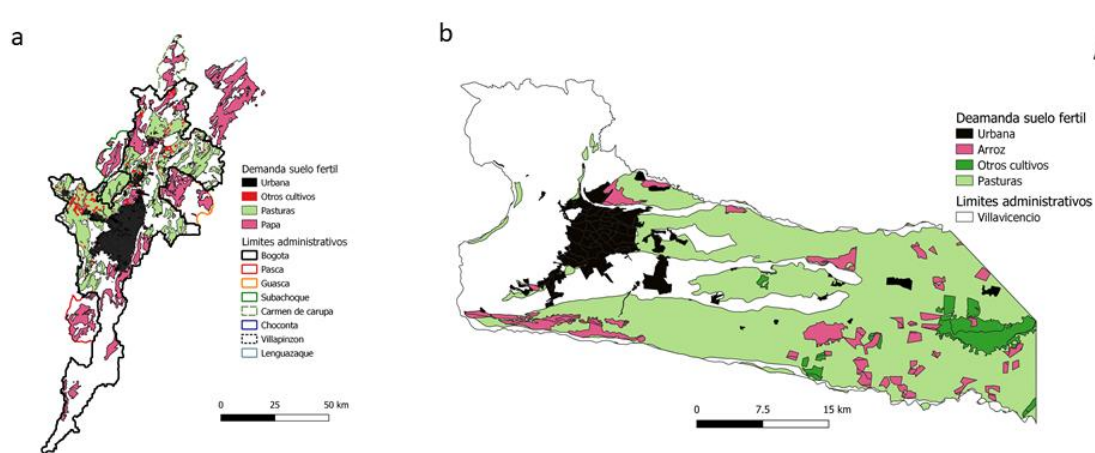 a
Demanda suelo fertil
Urbana
Otros cultivos
Pasturas
Papa
Limites administrativos
Bogota
Pasca
Guasca
Subachoque
Carmen de carupa
Choconta
Villapinzon
Lenguazaque
0 25 50 km
b
Deamanda suelo fertil
Urbana
Arroz
Otros cultivos
Pasturas
Limites administrativos
Villavicencio
0 7.5 15 km